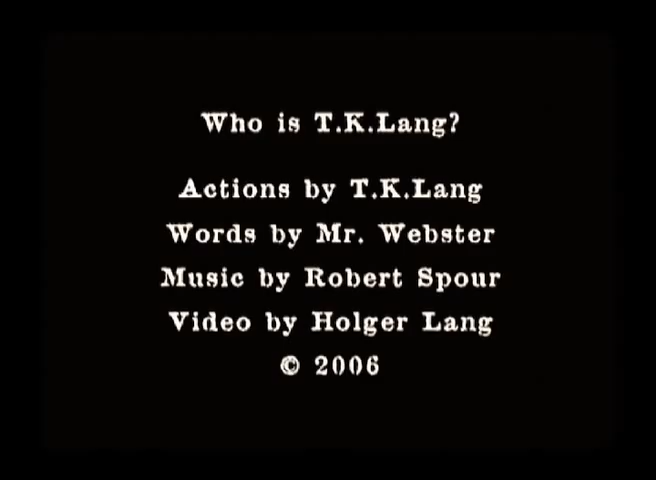 Who is T.K.Lang?
Actions by T.K.Lang
Words by Mr. Webster
Music by Robert Spour
Video by Holger Lang
© 2006